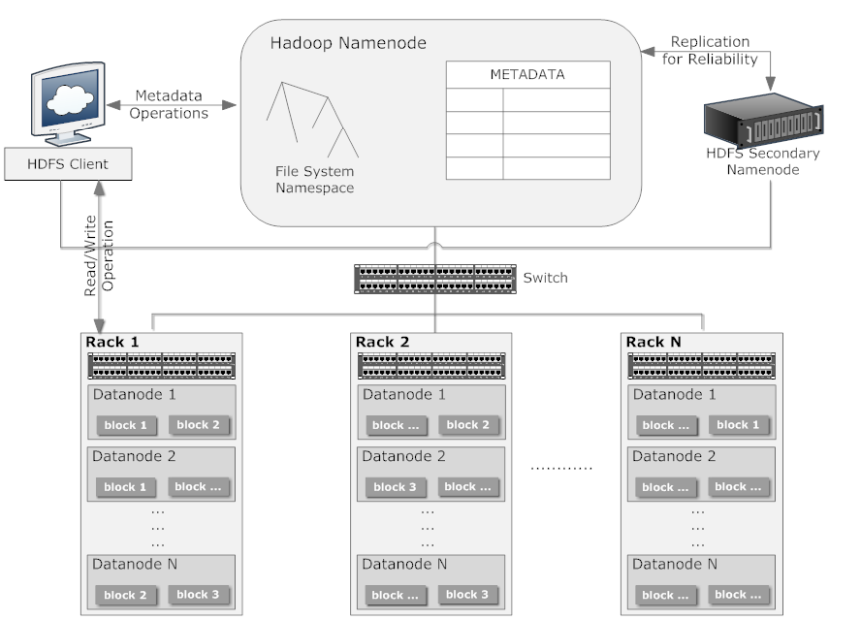 Hadoop Namenode
Replication
for Reliability
METADATA
Metadata
Operations
HDFS Client
File System
Namespace
HDFS Secondary
Namenode
Read/Write
Operation
Switch
Rack 1
Datanode 1
block 1 block 2
Datanode 2
block 1 block ...
...
...
...
Datanode N
block 2 block 3
Rack 2
Datanode 1
block ... block 2
Datanode 2
block 3 block ...
...
...
...
Datanode N
block ... block 3
............
Rack N
Datanode 1
block ... block 1
Datanode 2
block ... block ...
...
...
...
Datanode N
block ... block ...